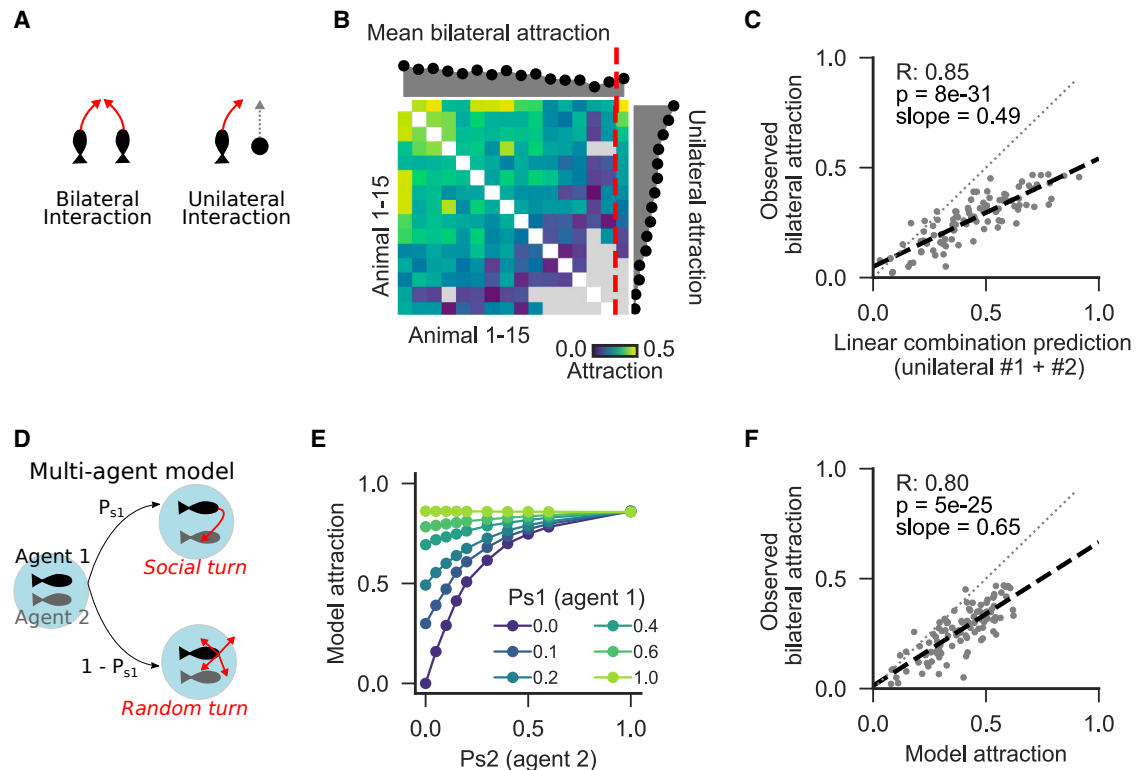 A
Bilateral
Interaction
Unilateral
Interaction
B
Mean bilateral attraction
Unilateral attraction
Animal 1-15
Animal 1-15
0.0
0.5
Attraction
C
1.0
0.5
0.0
Observed
bilateral attraction
R: 0.85
p = 8e-31
slope = 0.49
0.0
0.5
1.0
Linear combination prediction
(unilateral #1 + #2)
D
Multi-agent model
Ps1
Agent 1
Agent 2
Social turn
1 - Ps1
Random turn
E
1.0
0.5
0.0
Model attraction
Ps1 (agent 1)
0.0
0.4
0.1
0.6
0.2
1.0
0.0
0.5
1.0
Ps2 (agent 2)
F
1.0
0.5
0.0
Observed
bilateral attraction
R: 0.80
p = 5e-25
slope = 0.65
0.0
0.5
1.0
Model attraction